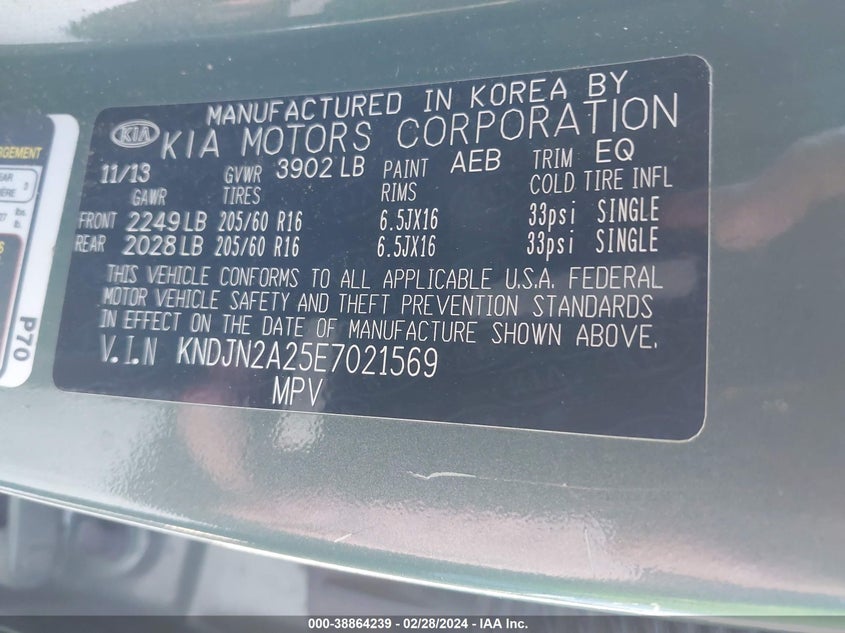 MANUFACTURED IN KOREA BY
KIA KIA MOTORS CORPORATION
11/13 GVWR 3902 LB PAINT AEB TRIM EQ
GAWR TIRES RIMS COLD TIRE INFL
FRONT 2249 LB 205/60 R16 6.5JX16 33psi SINGLE
REAR 2028 LB 205/60 R16 6.5JX16 33psi SINGLE
THIS VEHICLE CONFORMS TO ALL APPLICABLE U.S.A. FEDERAL
MOTOR VEHICLE SAFETY AND THEFT PREVENTION STANDARDS
IN EFFECT ON THE DATE OF MANUFACTURE SHOWN ABOVE.
V.I.N KNDJN2A25E7021569
MPV
P70
000-38864239 - 02/28/2024 - IAAI.com.